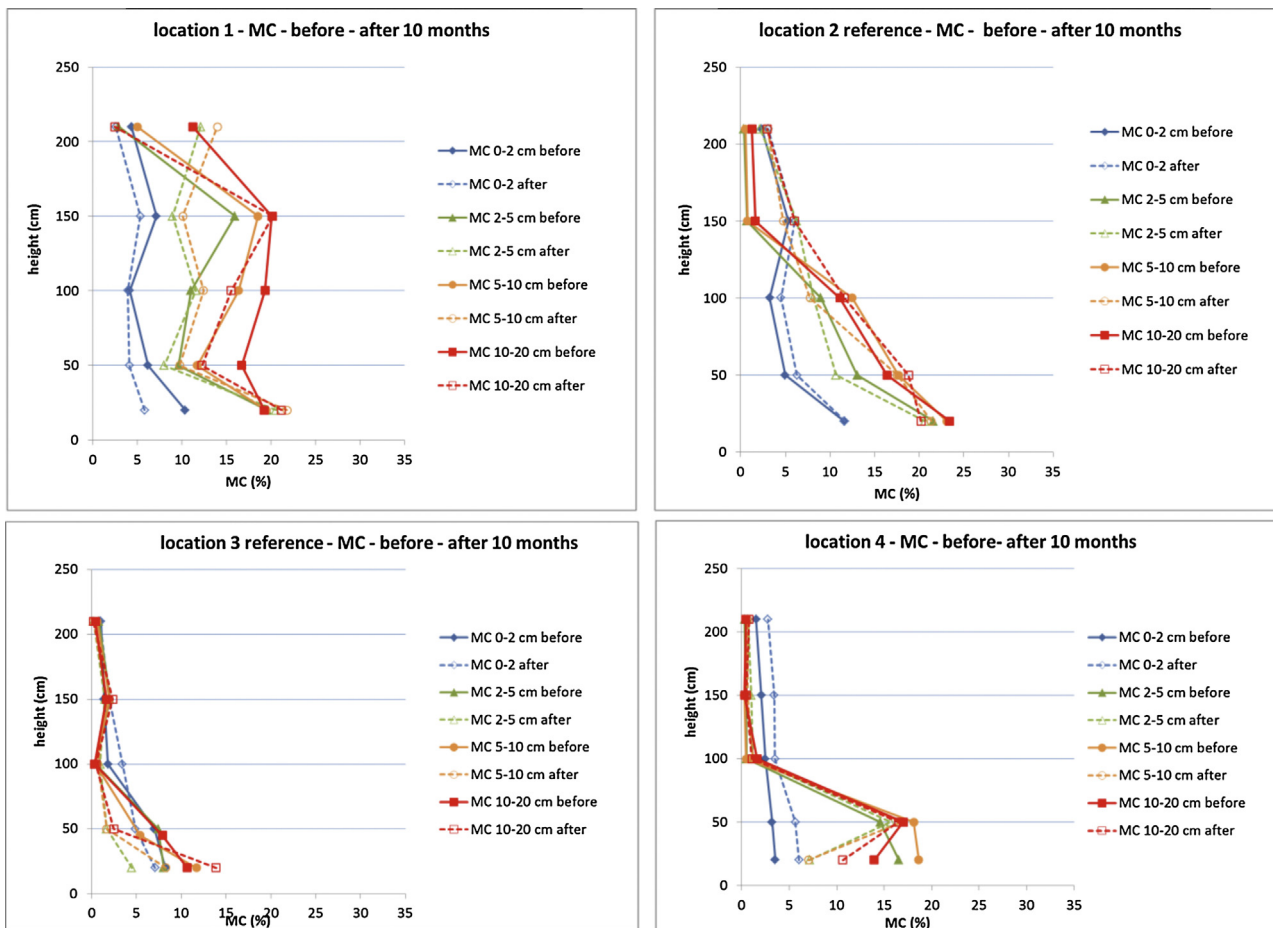 location 1 - MC - before - after 10 months
250
200
150
100
50
0
height (cm)
0 5 10 15 20 25 30 35
MC (%)
MC 0-2 cm before
MC 0-2 after
MC 2-5 cm before
MC 2-5 cm after
MC 5-10 cm before
MC 5-10 cm after
MC 10-20 cm before
MC 10-20 cm after
location 2 reference - MC - before - after 10 months
250
200
150
100
50
0
height (cm)
0 5 10 15 20 25 30 35
MC (%)
MC 0-2 cm before
MC 0-2 after
MC 2-5 cm before
MC 2-5 cm after
MC 5-10 cm before
MC 5-10 cm after
MC 10-20 cm before
MC 10-20 cm after
location 3 reference - MC - before - after 10 months
250
200
150
100
50
0
height (cm)
0 5 10 15 20 25 30 35
MC (%)
MC 0-2 cm before
MC 0-2 after
MC 2-5 cm before
MC 2-5 cm after
MC 5-10 cm before
MC 5-10 cm after
MC 10-20 cm before
MC 10-20 cm after
location 4 - MC - before- after 10 months
250
200
150
100
50
0
height (cm)
0 5 10 15 20 25 30 35
MC (%)
MC 0-2 cm before
MC 0-2 after
MC 2-5 cm before
MC 2-5 cm after
MC 5-10 cm before
MC 5-10 cm after
MC 10-20 cm before
MC 10-20 cm after